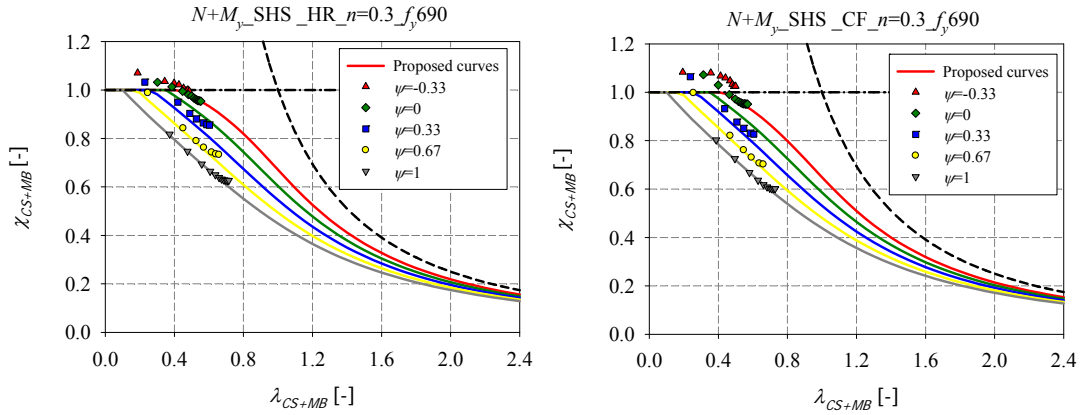 N+My_SHS _HR_n=0.3_fy690
1.2
1.0
0.8
0.6
0.4
0.2
0.0
χCS+MB [-]
Proposed curves
ψ=-0.33
ψ=0
ψ=0.33
ψ=0.67
ψ=1
0.0 0.4 0.8 1.2 1.6 2.0 2.4
λCS+MB [-]
N+My_SHS _CF_n=0.3_fy690
1.2
1.0
0.8
0.6
0.4
0.2
0.0
χCS+MB [-]
Proposed curves
ψ=-0.33
ψ=0
ψ=0.33
ψ=0.67
ψ=1
0.0 0.4 0.8 1.2 1.6 2.0 2.4
λCS+MB [-]